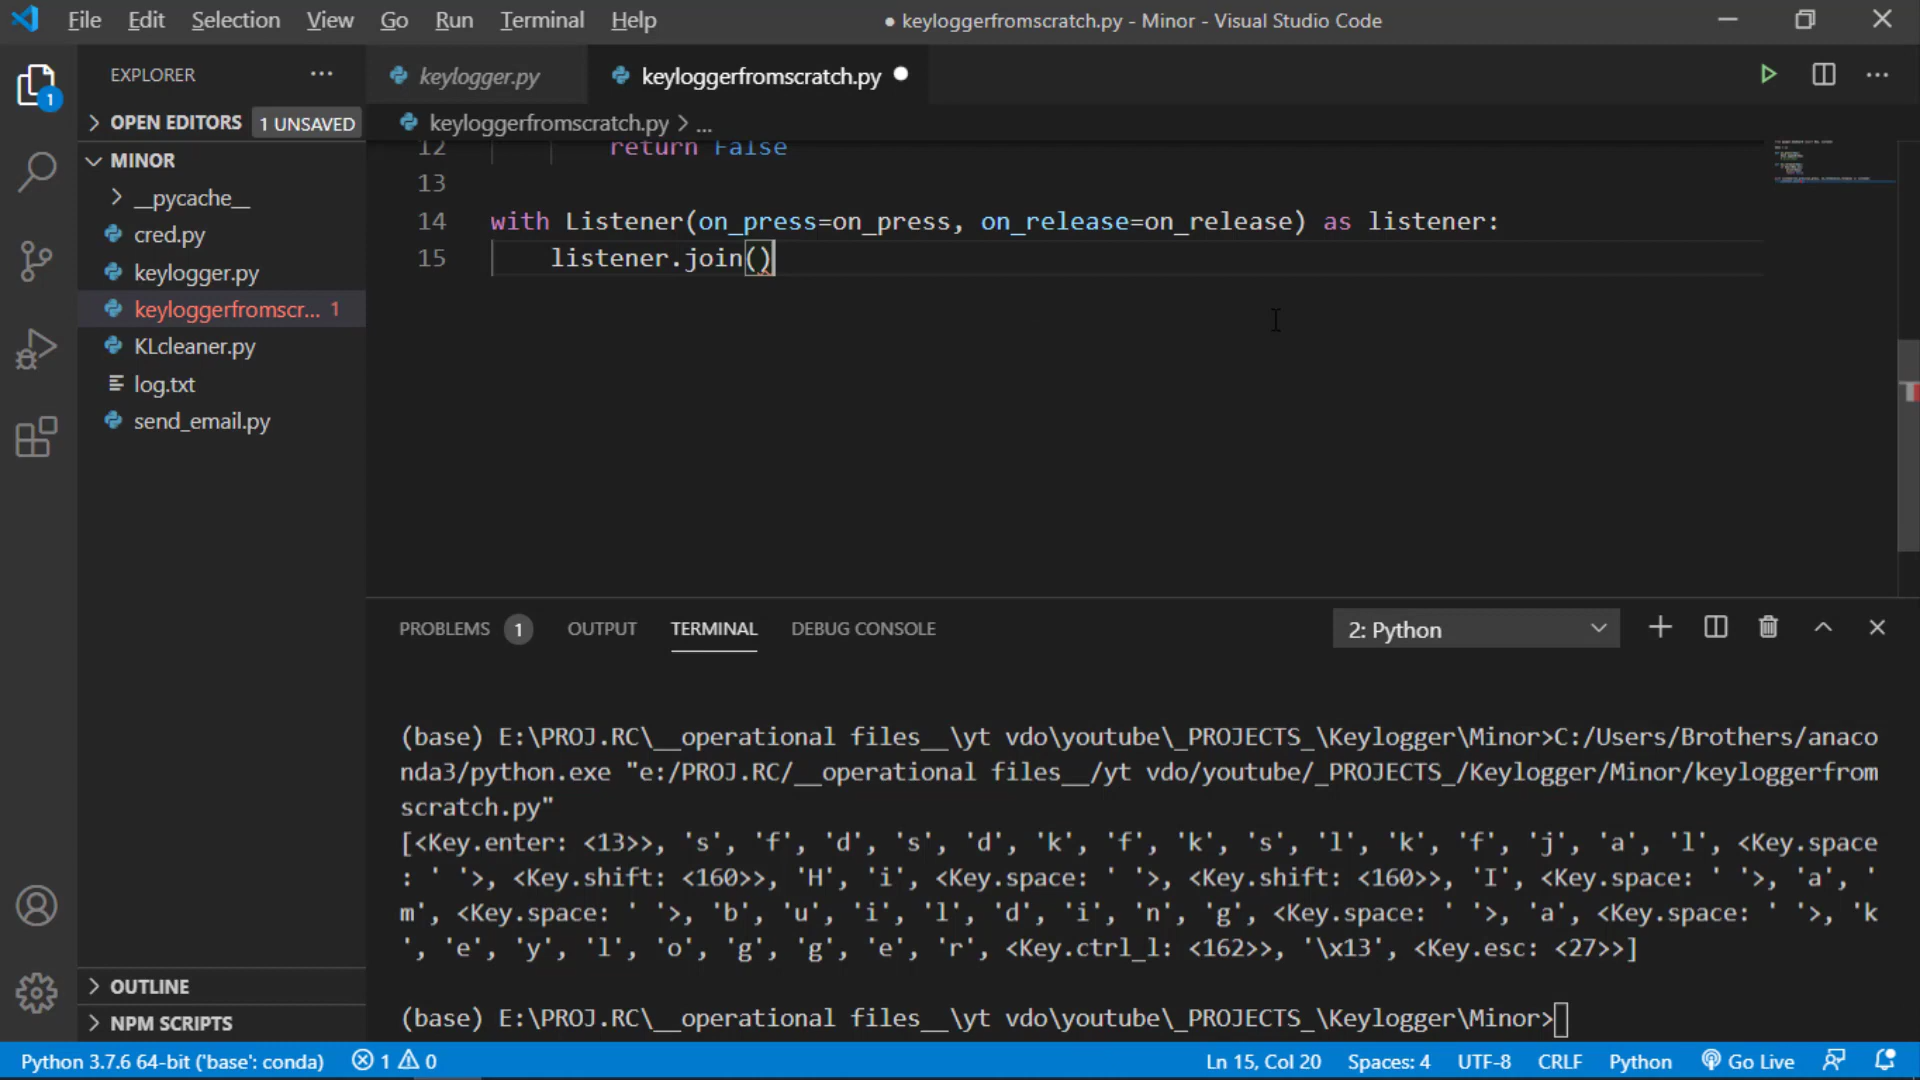 File Edit Selection View Go Run Terminal Help ● keyloggerfromscratch.py - Minor - Visual Studio Code
EXPLORER ...
keylogger.py
keyloggerfromscratch.py ●
OPEN EDITORS 1 UNSAVED
keyloggerfromscratch.py > ...
MINOR
__pycache__
cred.py
keylogger.py
keyloggerfromscr... 1
KLcleaner.py
log.txt
send_email.py
1
12 return False
13
14 with Listener(on_press=on_press, on_release=on_release) as listener:
15 listener.join()
PROBLEMS 1 OUTPUT TERMINAL DEBUG CONSOLE 2: Python
(base) E:\PROJ.RC\__operational files__\yt vdo\youtube\_PROJECTS_\Keylogger\Minor>C:/Users/Brothers/anaco
nda3/python.exe "e:/PROJ.RC/__operational files__/yt vdo/youtube/_PROJECTS_/Keylogger/Minor/keyloggerfrom
scratch.py"
[<Key.enter: <13>>, 's', 'f', 'd', 's', 'd', 'k', 'f', 'k', 's', 'l', 'k', 'f', 'j', 'a', 'l', <Key.space
: ' '>, <Key.shift: <160>>, 'H', 'i', <Key.space: ' '>, <Key.shift: <160>>, 'I', <Key.space: ' '>, 'a', '
m', <Key.space: ' '>, 'b', 'u', 'i', 'l', 'd', 'i', 'n', 'g', <Key.space: ' '>, 'a', <Key.space: ' '>, 'k
', 'e', 'y', 'l', 'o', 'g', 'g', 'e', 'r', <Key.ctrl_l: <162>>, '\x13', <Key.esc: <27>>]
(base) E:\PROJ.RC\__operational files__\yt vdo\youtube\_PROJECTS_\Keylogger\Minor>
OUTLINE
NPM SCRIPTS
Python 3.7.6 64-bit ('base': conda) 1 0 Ln 15, Col 20 Spaces: 4 UTF-8 CRLF Python Go Live